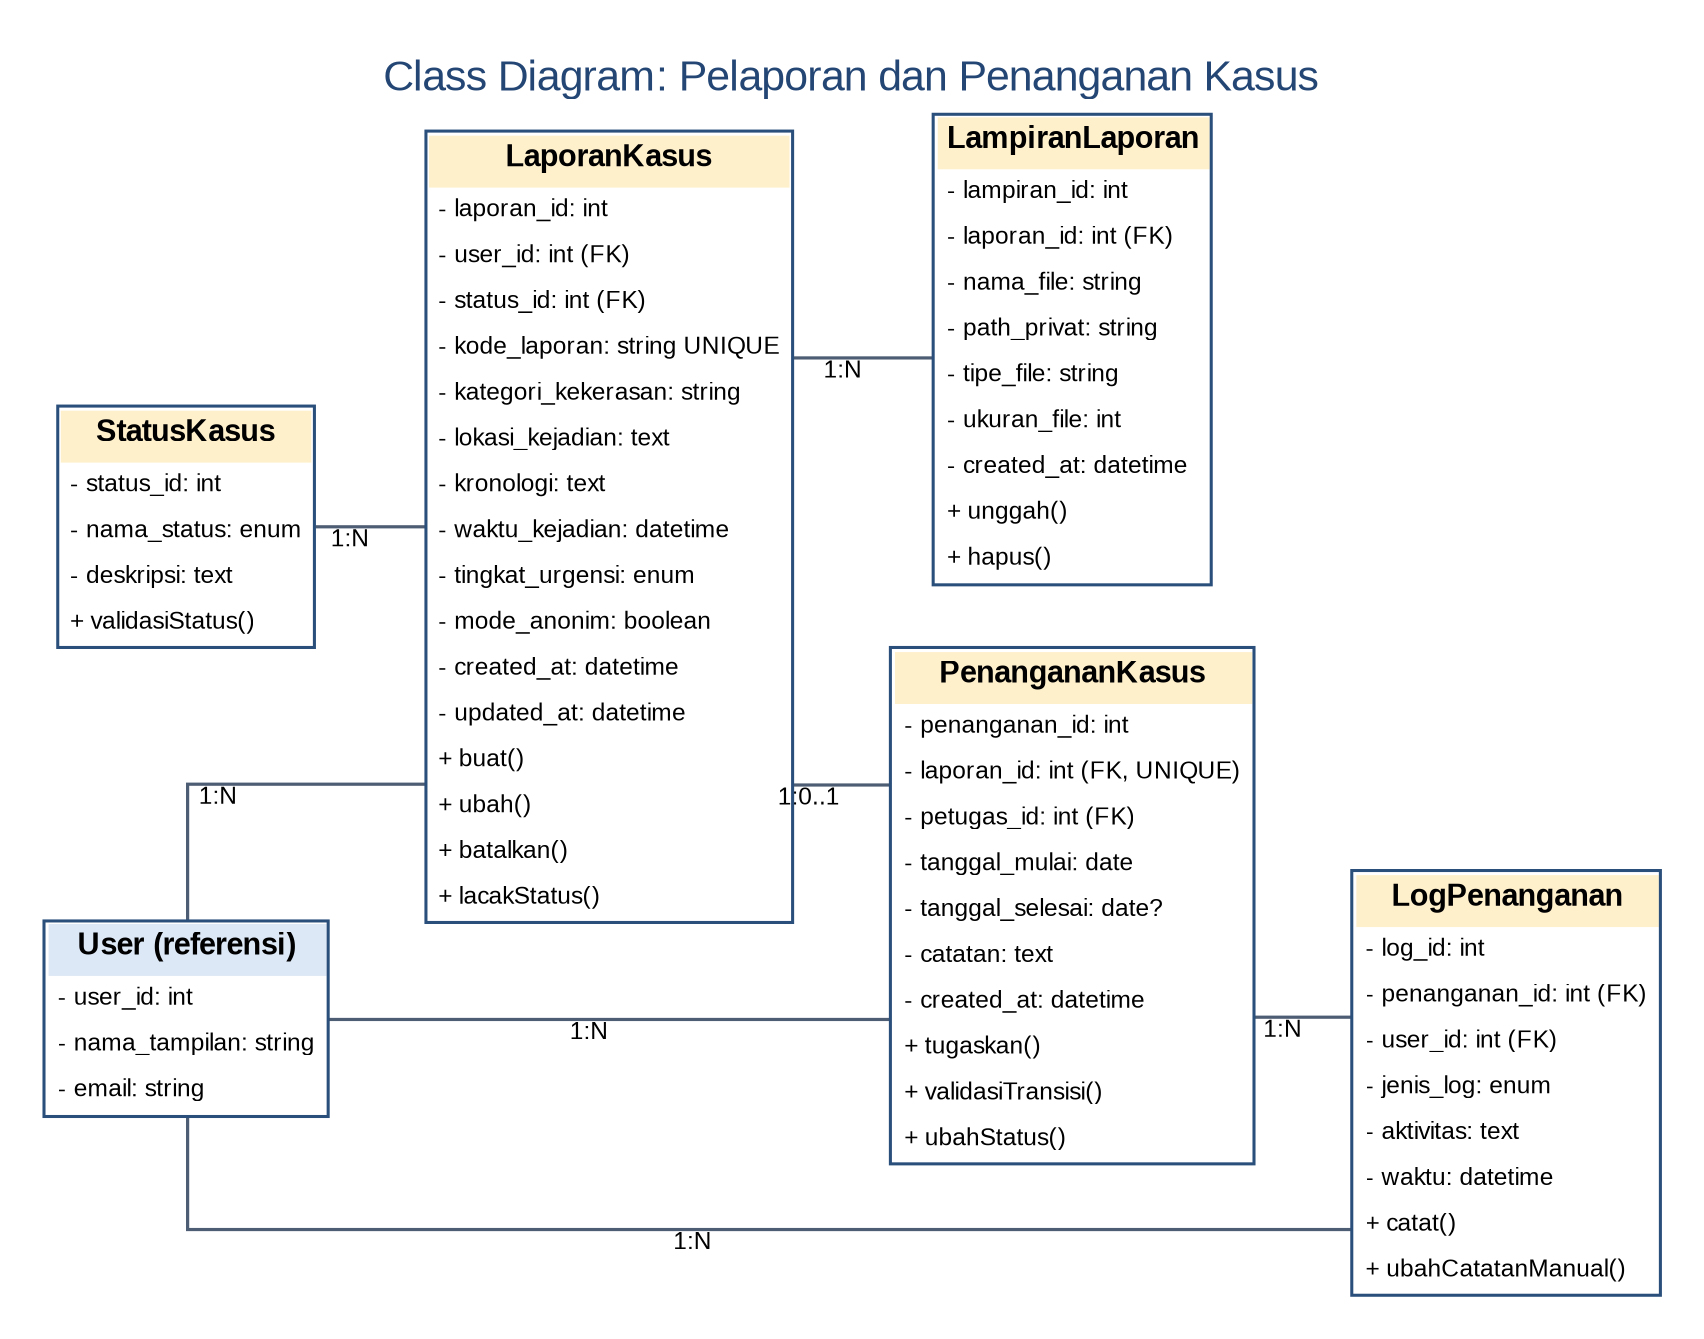 Class Diagram: Pelaporan dan Penanganan Kasus
StatusKasus
- status_id: int
- nama_status: enum
- deskripsi: text
+ validasiStatus()
1:N
LaporanKasus
- laporan_id: int
- user_id: int (FK)
- status_id: int (FK)
- kode_laporan: string UNIQUE
- kategori_kekerasan: string
- lokasi_kejadian: text
- kronologi: text
- waktu_kejadian: datetime
- tingkat_urgensi: enum
- mode_anonim: boolean
- created_at: datetime
- updated_at: datetime
+ buat()
+ ubah()
+ batalkan()
+ lacakStatus()
1:N
LampiranLaporan
- lampiran_id: int
- laporan_id: int (FK)
- nama_file: string
- path_privat: string
- tipe_file: string
- ukuran_file: int
- created_at: datetime
+ unggah()
+ hapus()
1:N
1:0..1
User (referensi)
- user_id: int
- nama_tampilan: string
- email: string
1:N
PenangananKasus
- penanganan_id: int
- laporan_id: int (FK, UNIQUE)
- petugas_id: int (FK)
- tanggal_mulai: date
- tanggal_selesai: date?
- catatan: text
- created_at: datetime
+ tugaskan()
+ validasiTransisi()
+ ubahStatus()
1:N
LogPenanganan
- log_id: int
- penanganan_id: int (FK)
- user_id: int (FK)
- jenis_log: enum
- aktivitas: text
- waktu: datetime
+ catat()
+ ubahCatatanManual()
1:N